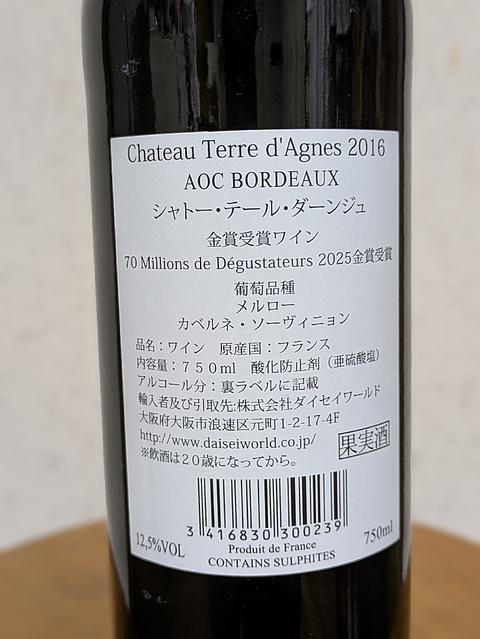 Chateau Terre d'Agnes 2016
AOC BORDEAUX
シャトー・テール・ダーンジュ
金賞受賞ワイン
70 Millions de Dégustateurs 2025金賞受賞
葡萄品種
メルロー
カベルネ・ソーヴィニョン
品名：ワイン　原産国：フランス
内容量：７５０ml　酸化防止剤（亜硫酸塩）
アルコール分：裏ラベルに記載
輸入者及び引取先:株式会社ダイセイワールド
大阪府大阪市浪速区元町1-2-17-4F
http://www.daiseiworld.co.jp/
※飲酒は２０歳になってから。
果実酒
3 416830 300239
12,5%VOL
750ml
Produit de France
CONTAINS SULPHITES